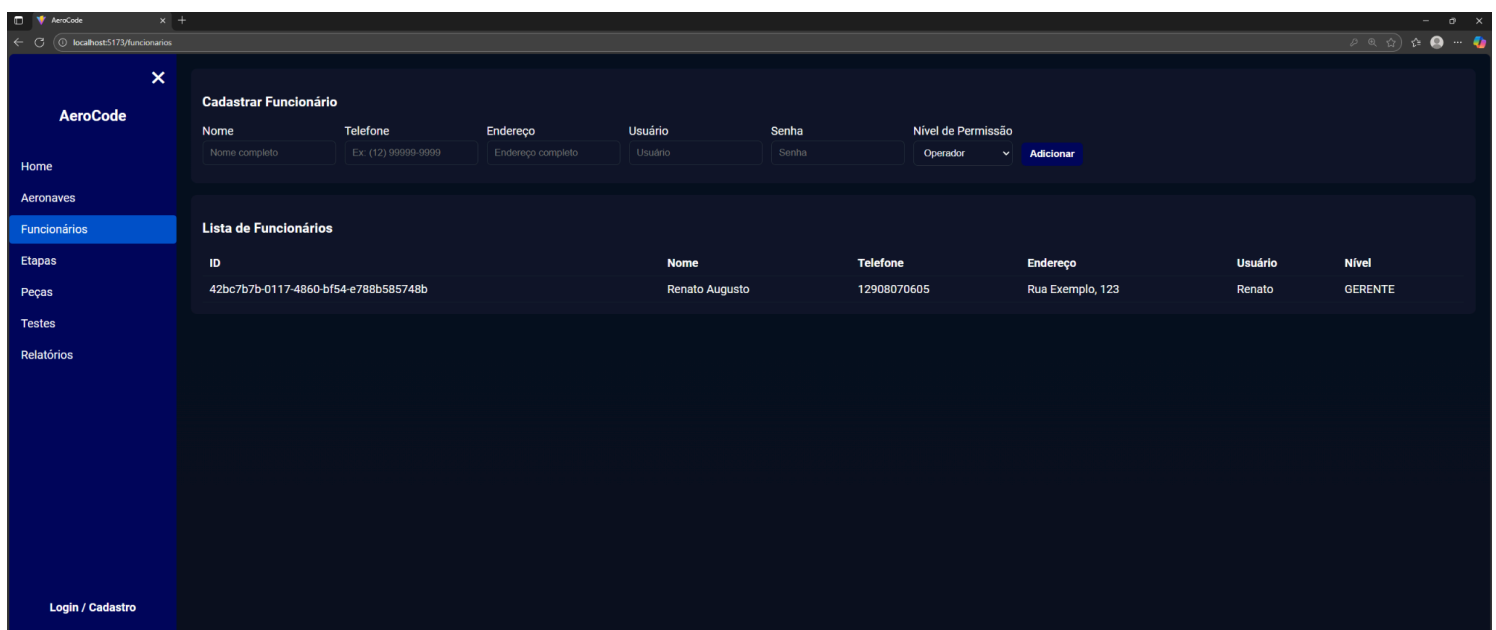 AeroCode
localhost:5173/funcionarios
AeroCode
Home
Aeronaves
Funcionários
Etapas
Peças
Testes
Relatórios
Login / Cadastro
Cadastrar Funcionário
Nome Telefone Endereço Usuário Senha Nível de Permissão
Nome completo Ex: (12) 99999-9999 Endereço completo Usuário Senha Operador Adicionar
Lista de Funcionários
ID Nome Telefone Endereço Usuário Nível
42bc7b7b-0117-4860-bf54-e788b585748b Renato Augusto 12908070605 Rua Exemplo, 123 Renato GERENTE